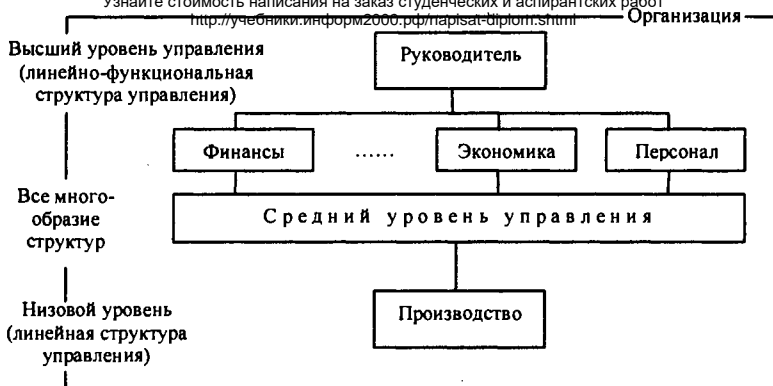 Узнайте стоимость написания на заказ студенческих и аспирантских работ
http://учебники.информ2000.рф/napisat-diplom.shtml
Организация
Высший уровень управления
(линейно-функциональная
структура управления)
Руководитель
Финансы
......
Экономика
Персонал
Все много-
образие
структур
Средний уровень управления
Низовой уровень
(линейная структура
управления)
Производство